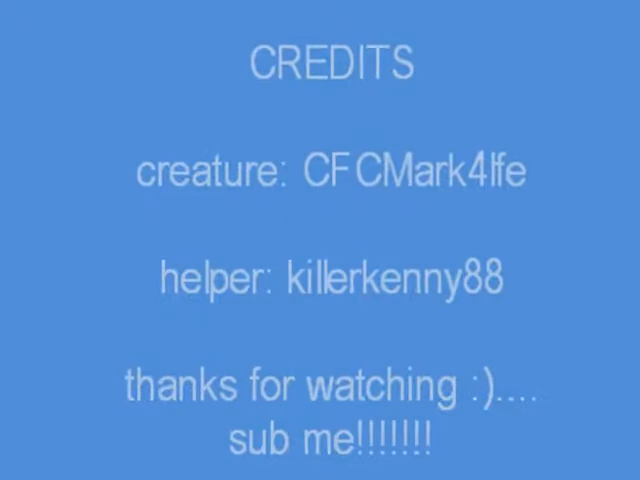 CREDITS
creature: CFCMark4lfe
helper: killerkenny88
thanks for watching :)....
sub me!!!!!!!